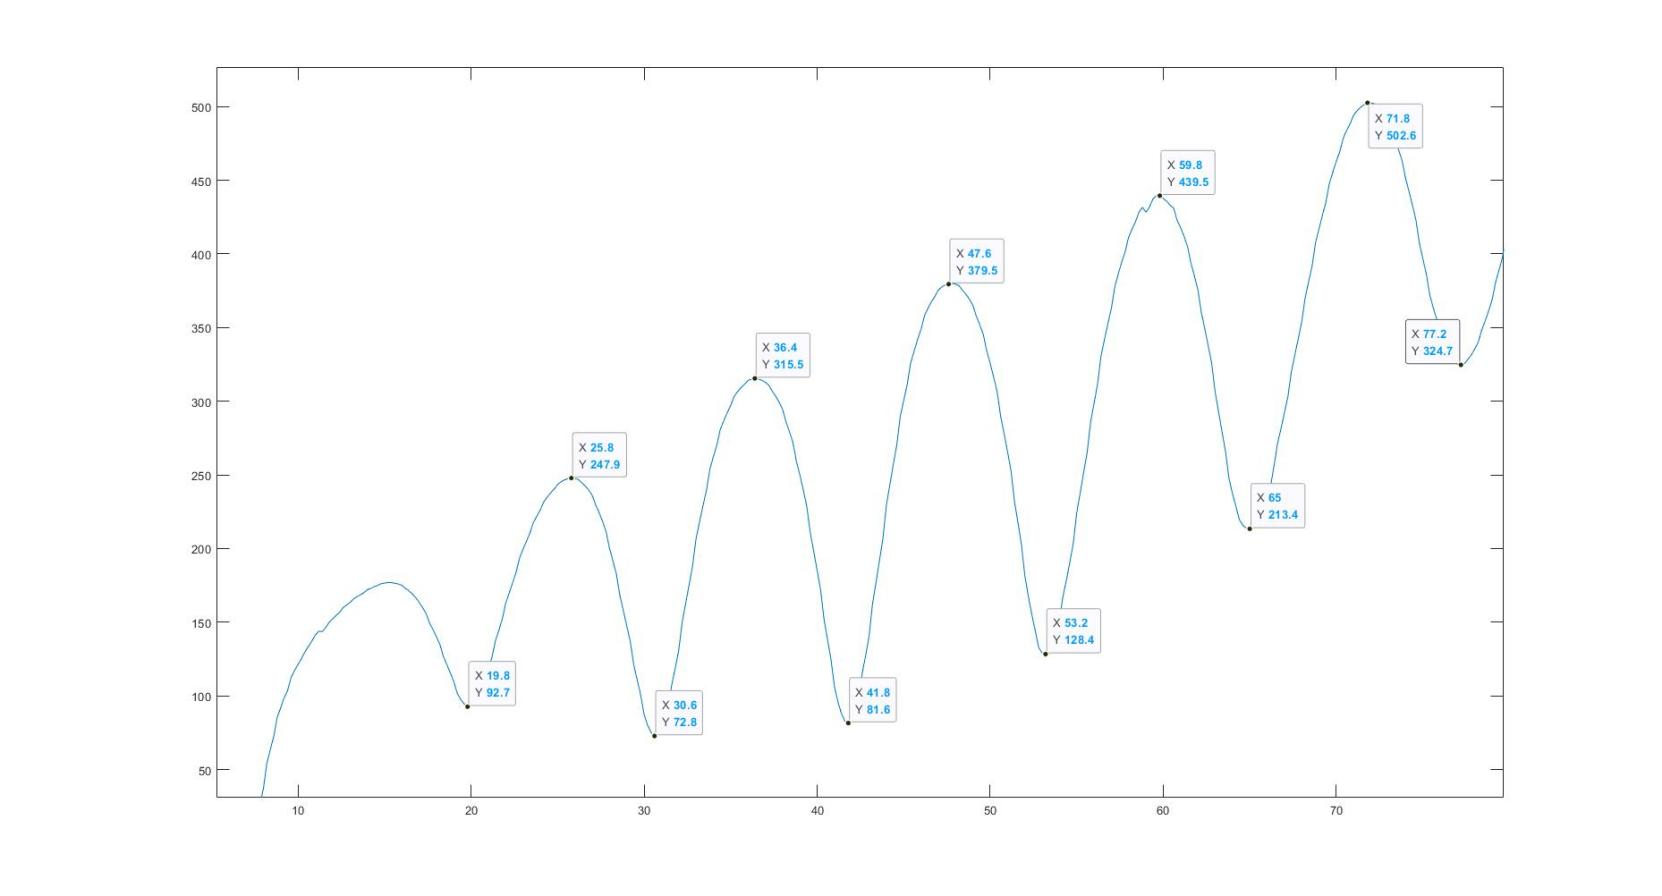 500
450
400
350
300
250
200
150
100
50
10
20
30
40
50
60
70
X 19.8
Y 92.7
X 25.8
Y 247.9
X 30.6
Y 72.8
X 36.4
Y 315.5
X 41.8
Y 81.6
X 47.6
Y 379.5
X 53.2
Y 128.4
X 59.8
Y 439.5
X 65
Y 213.4
X 71.8
Y 502.6
X 77.2
Y 324.7